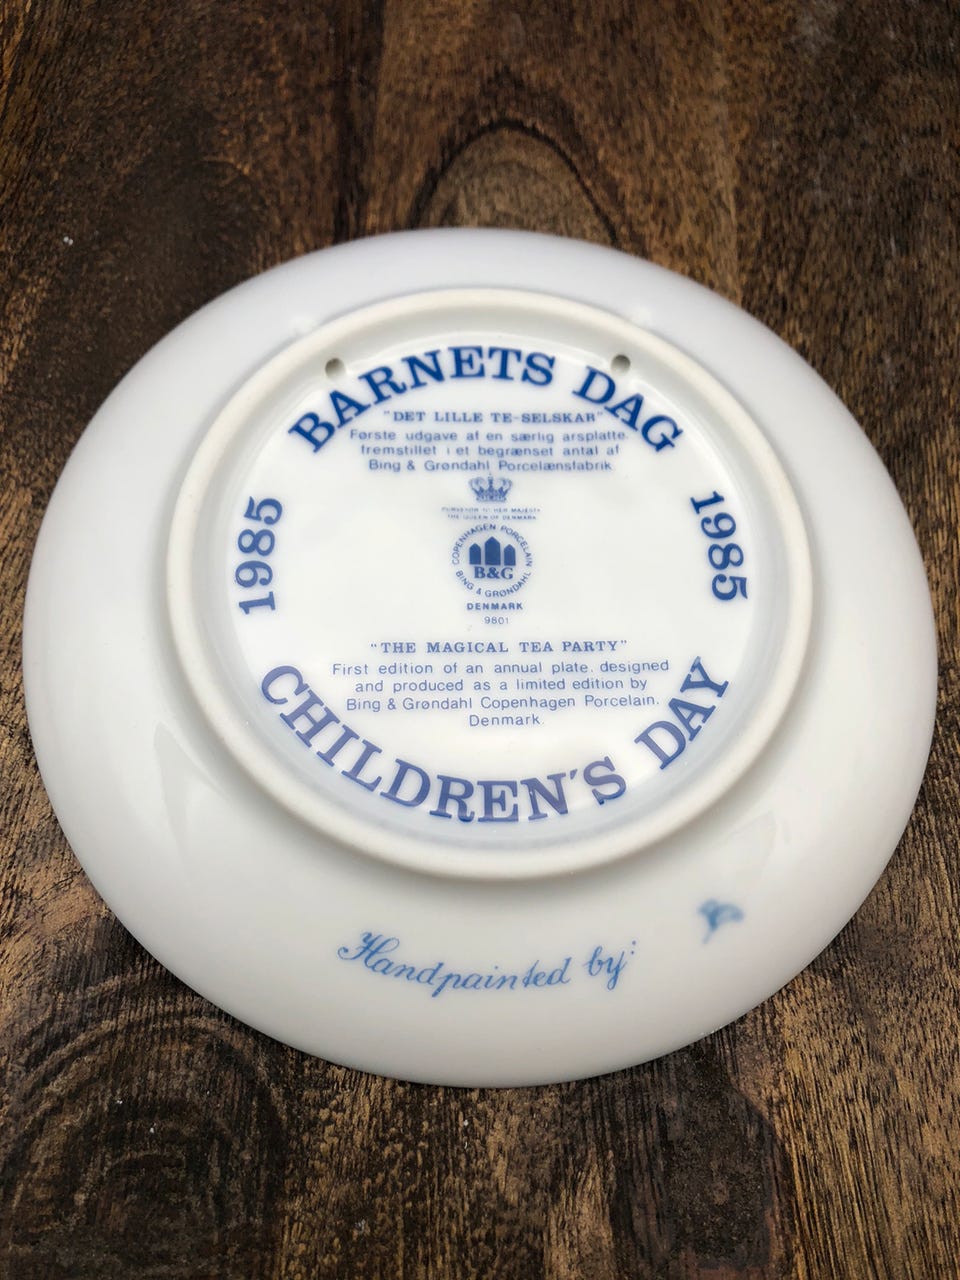 BARNETS DAG
"DET LILLE TE-SELSKAR"
Første udgave af en særlig arsplatte.
fremstillet i et begrænset antal af
Bing & Grøndahl Porcelænsfabrik
PURVEYOR TO HER MAJESTY
THE QUEEN OF DENMARK
1985
1985
COPENHAGEN PORCELAIN
B&G
BING & GRØNDAHL
DENMARK
9801
"THE MAGICAL TEA PARTY"
First edition of an annual plate. designed
and produced as a limited edition by
Bing & Grøndahl Copenhagen Porcelain.
Denmark.
CHILDREN'S DAY
Handpainted by: